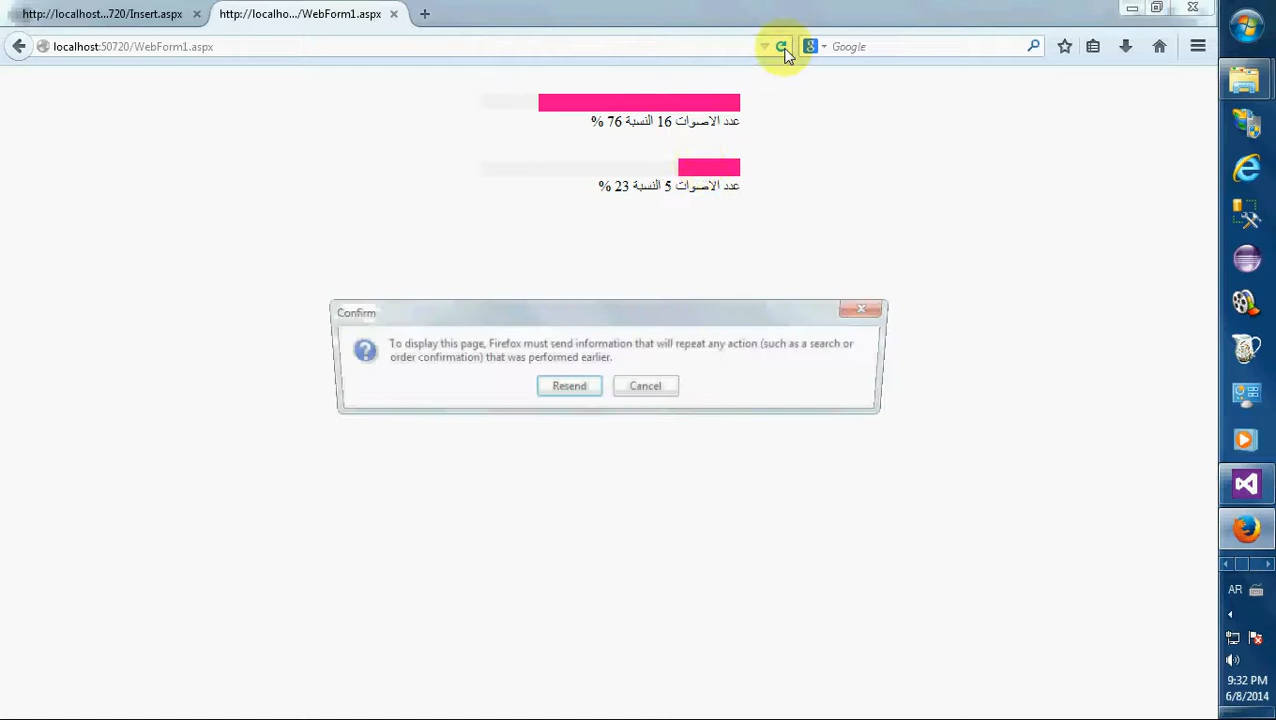 http://localhost...720/Insert.aspx
http://localho.../WebForm1.aspx
localhost:50720/WebForm1.aspx
Google
عدد الاصوات 16 النسبة 76 %
عدد الاصوات 5 النسبة 23 %
Confirm
To display this page, Firefox must send information that will repeat any action (such as a search or
order confirmation) that was performed earlier.
Resend
Cancel
AR
9:32 PM
6/8/2014